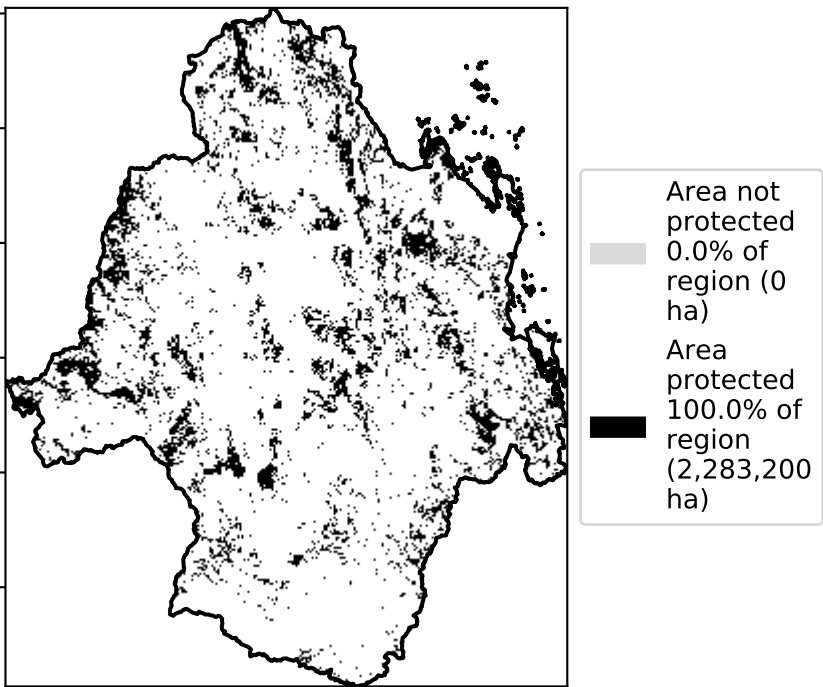 Area not
protected
0.0% of
region (0
ha)
Area
protected
100.0% of
region
(2,283,200
ha)